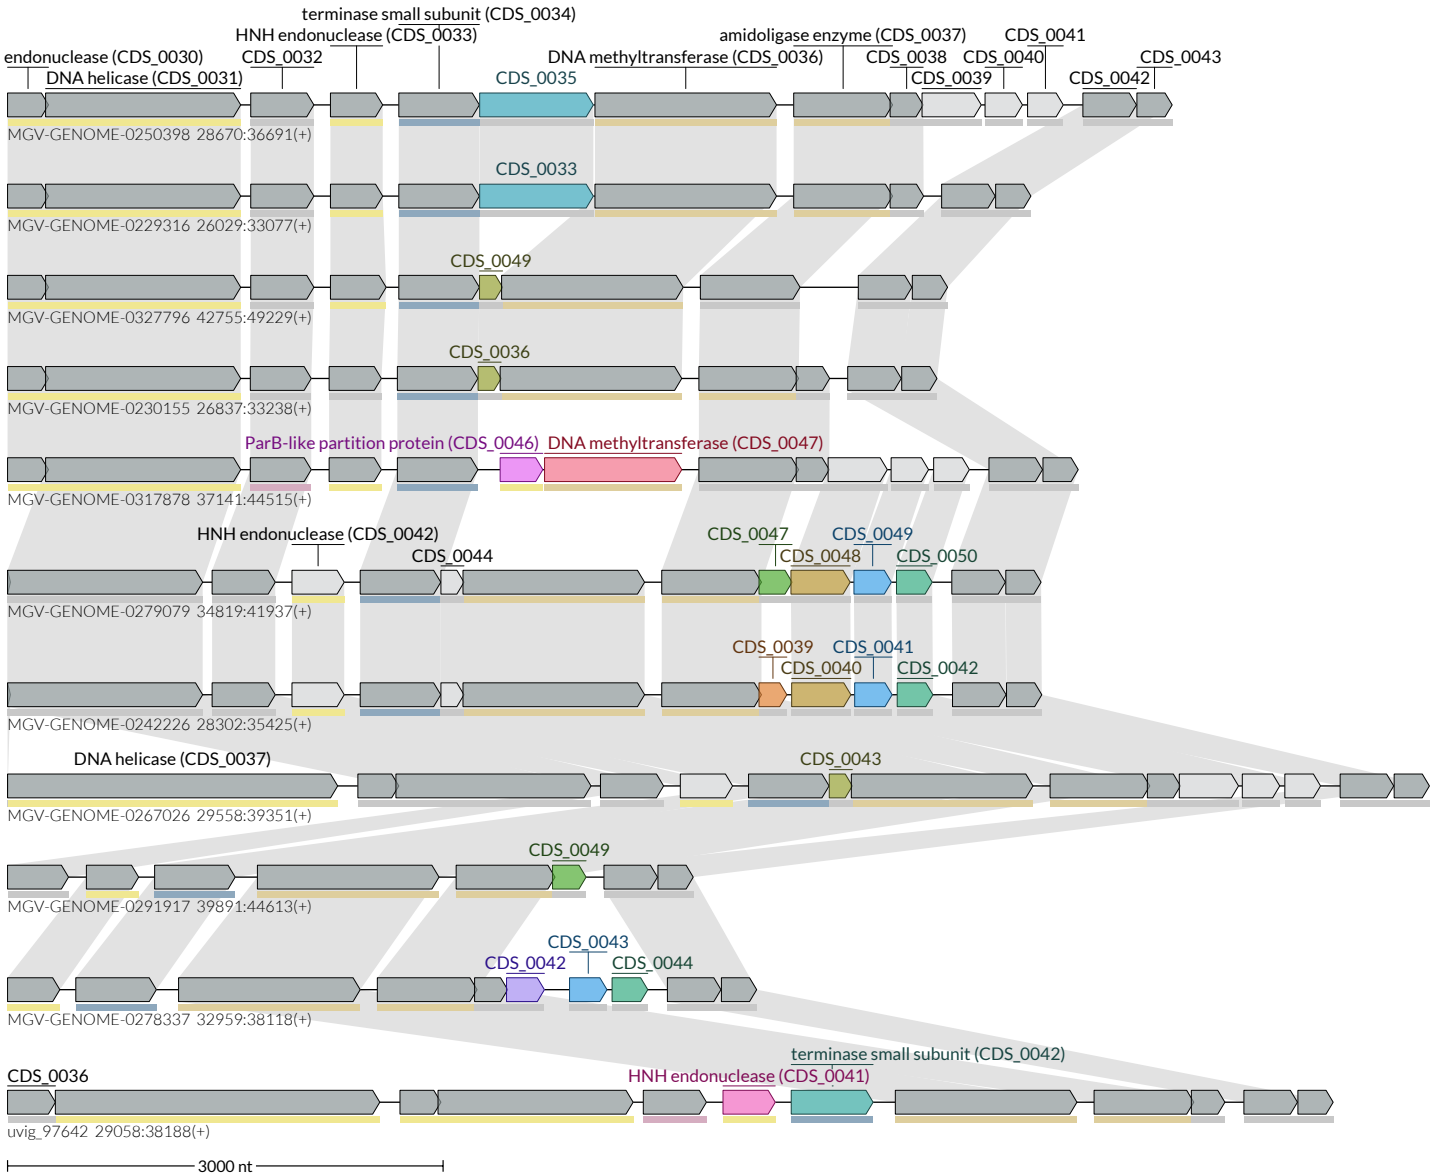 terminase small subunit (CDS_0034)
HNH endonuclease (CDS_0033) amidoligase enzyme (CDS_0037) CDS_0041
endonuclease (CDS_0030) CDS_0032 DNA methyltransferase (CDS_0036) CDS_0038 CDS_0040 CDS_0043
DNA helicase (CDS_0031) CDS_0035 CDS_0039 CDS_0042
MGV-GENOME-0250398 28670:36691(+)
CDS_0033
MGV-GENOME-0229316 26029:33077(+)
CDS_0049
MGV-GENOME-0327796 42755:49229(+)
CDS_0036
MGV-GENOME-0230155 26837:33238(+)
ParB-like partition protein (CDS_0046) DNA methyltransferase (CDS_0047)
MGV-GENOME-0317878 37141:44515(+)
HNH endonuclease (CDS_0042) CDS_0047 CDS_0049
CDS_0044 CDS_0048 CDS_0050
MGV-GENOME-0279079 34819:41937(+)
CDS_0039 CDS_0041
CDS_0040 CDS_0042
MGV-GENOME-0242226 28302:35425(+)
DNA helicase (CDS_0037) CDS_0043
MGV-GENOME-0267026 29558:39351(+)
CDS_0049
MGV-GENOME-0291917 39891:44613(+)
CDS_0043
CDS_0042 CDS_0044
MGV-GENOME-0278337 32959:38118(+)
terminase small subunit (CDS_0042)
CDS_0036 HNH endonuclease (CDS_0041)
uvig_97642 29058:38188(+)
3000 nt